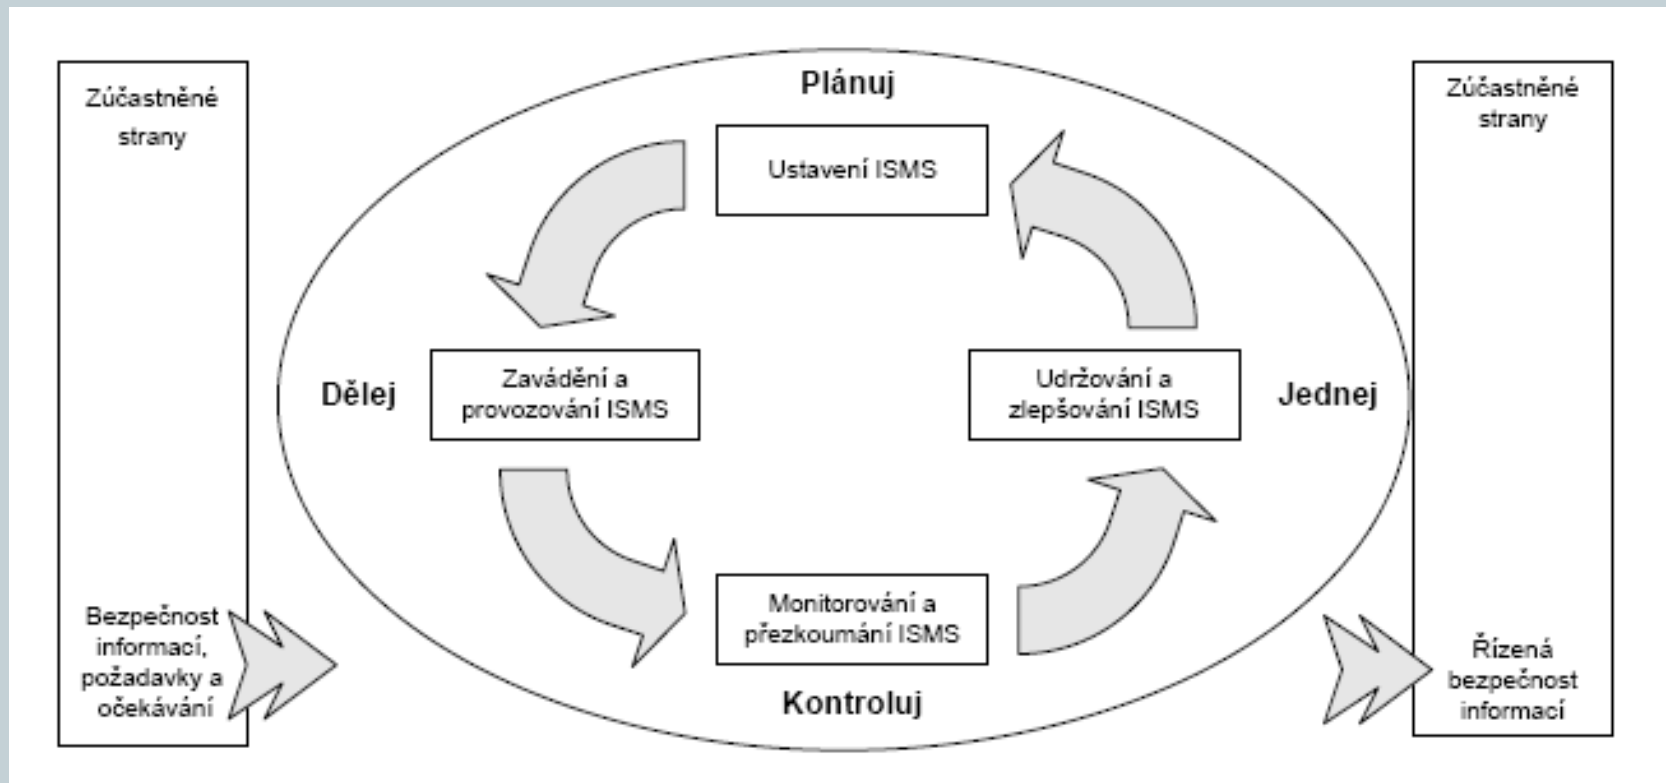 Zúčastněné
strany
Bezpečnost
informací,
požadavky a
očekávání
Plánuj
Ustavení ISMS
Dělej
Zavádění a
provozování ISMS
Udržování a
zlepšování ISMS
Jednej
Monitorování a
přezkoumání ISMS
Kontroluj
Zúčastněné
strany
Řízená
bezpečnost
informací